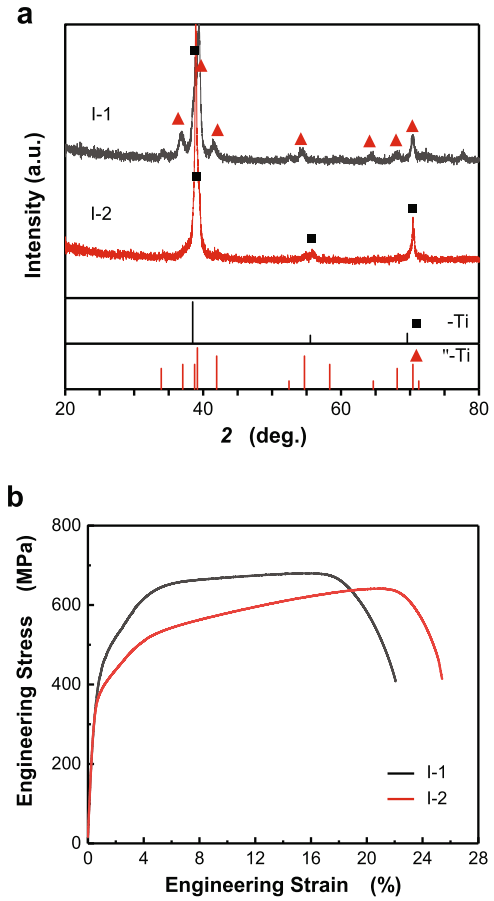 a
I-1
I-2
Intensity (a.u.)
-Ti
"-Ti
20 40 60 80
2 (deg.)
b
800
600
400
200
0
Engineering Stress (MPa)
I-1
I-2
0 4 8 12 16 20 24 28
Engineering Strain (%)